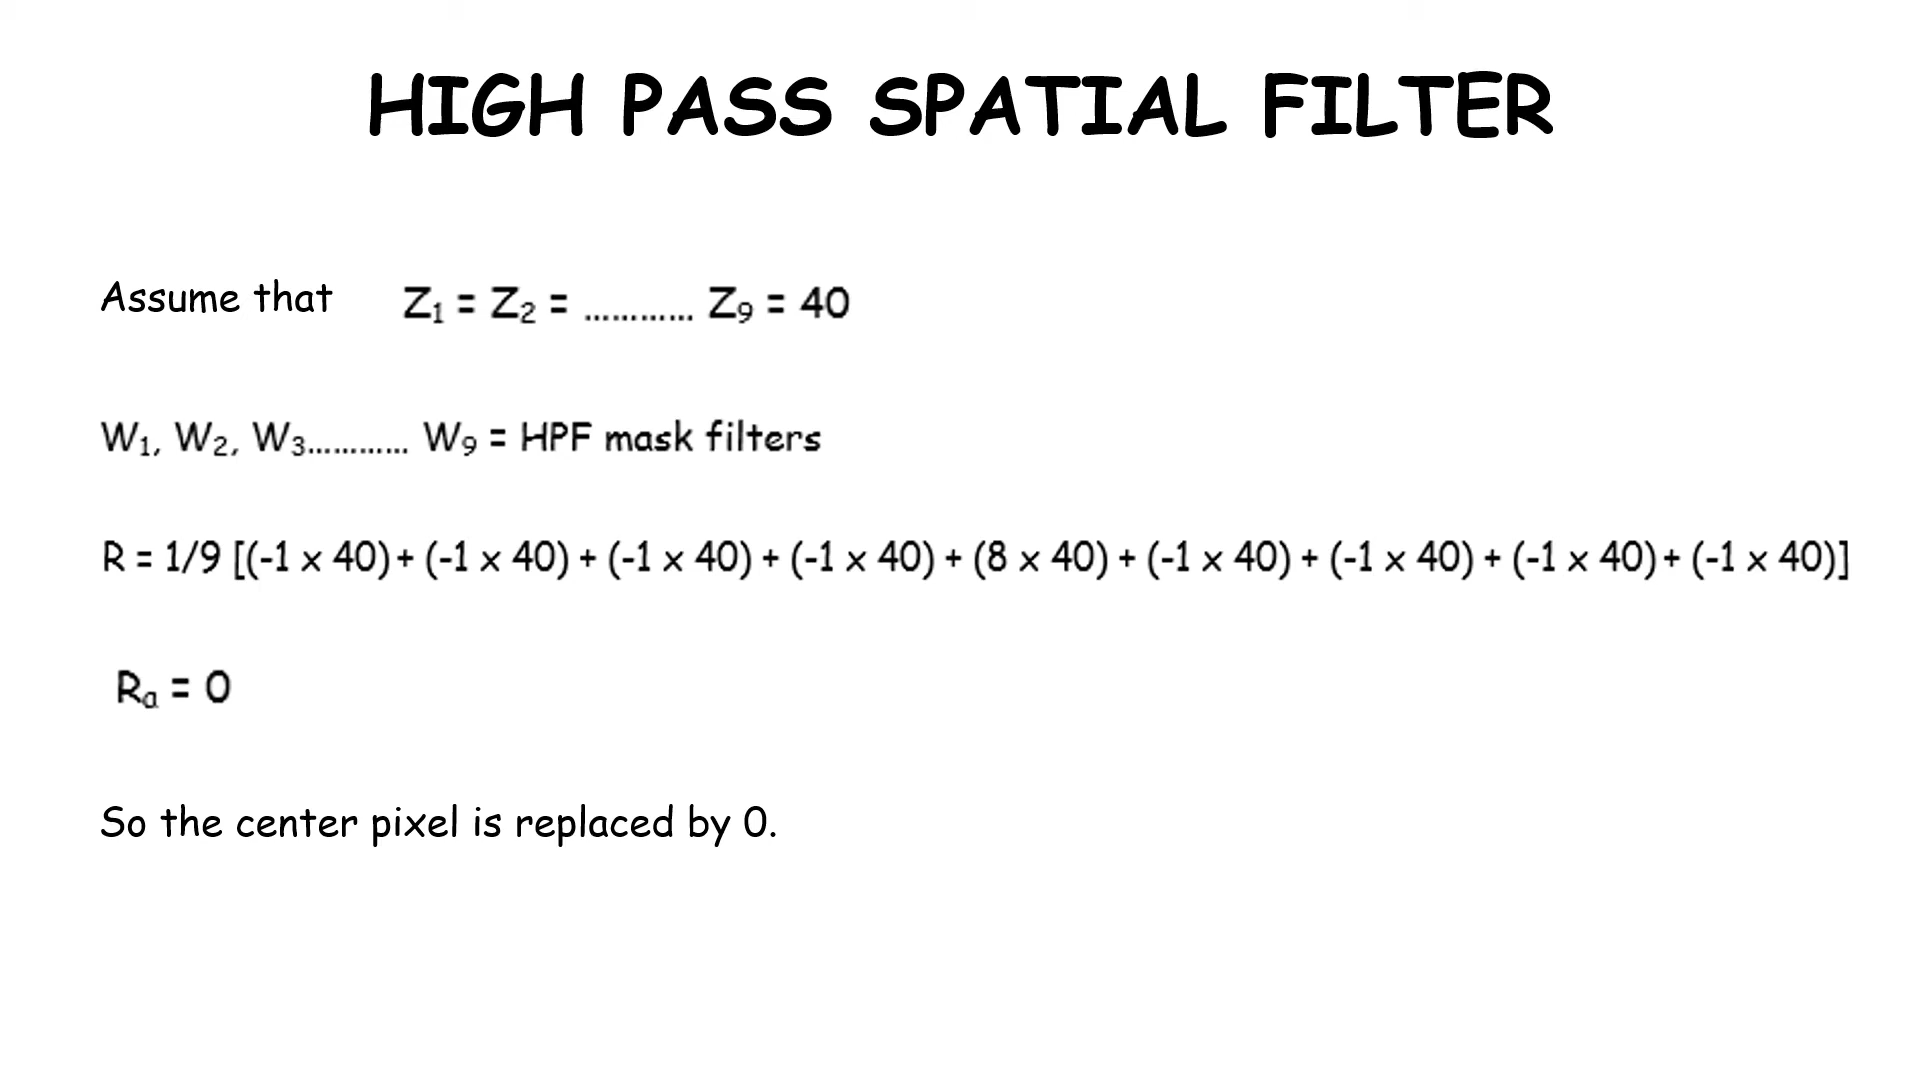 HIGH PASS SPATIAL FILTER
Assume that Z₁ = Z₂ = ............ Z₉ = 40
W₁, W₂, W₃............ W₉ = HPF mask filters
R = 1/9 [(-1 x 40) + (-1 x 40) + (-1 x 40) + (-1 x 40) + (8 x 40) + (-1 x 40) + (-1 x 40) + (-1 x 40) + (-1 x 40)]
Rₐ = 0
So the center pixel is replaced by 0.